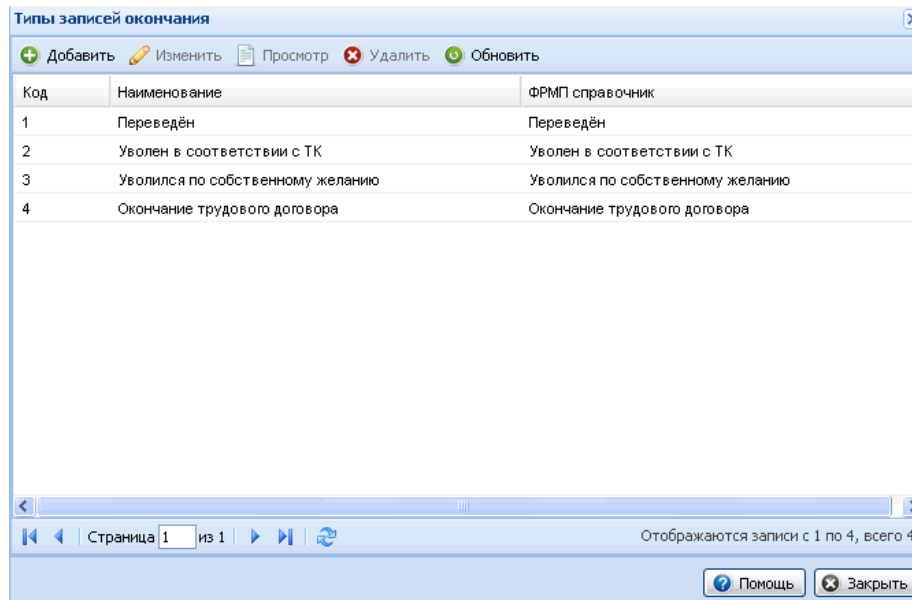 Типы записей окончания
Добавить Изменить Просмотр Удалить Обновить
Код Наименование ФРМП справочник
1 Переведён Переведён
2 Уволен в соответствии с ТК Уволен в соответствии с ТК
3 Уволился по собственному желанию Уволился по собственному желанию
4 Окончание трудового договора Окончание трудового договора
Страница 1 из 1 Отображаются записи с 1 по 4, всего 4
Помощь Закрыть